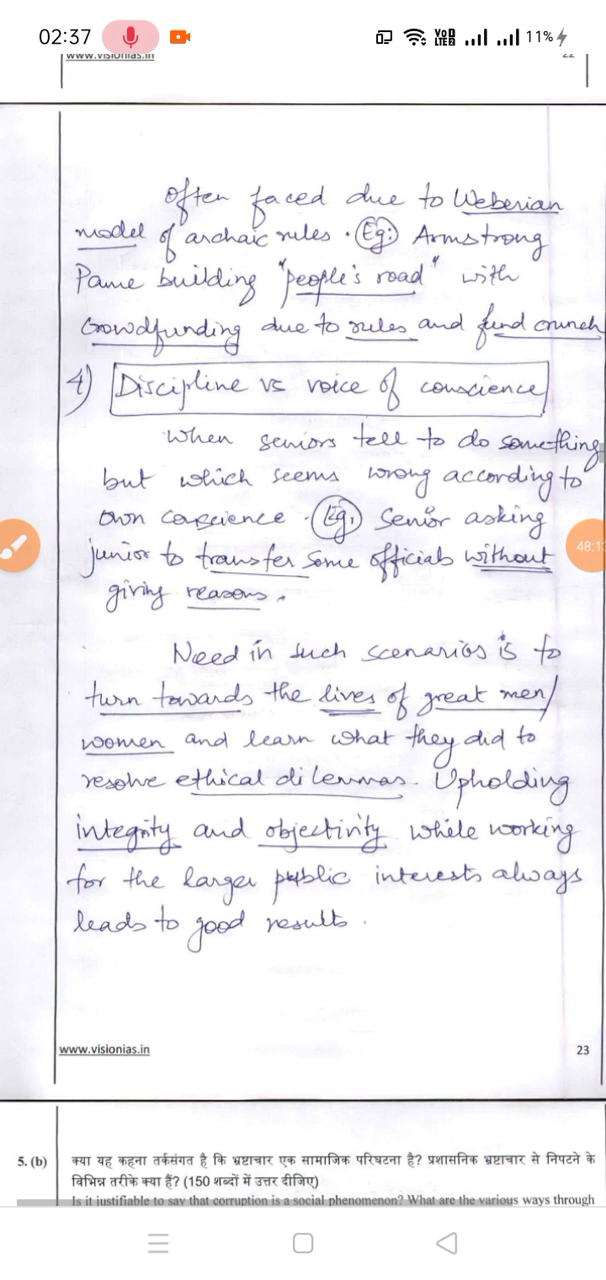 02:37
11%
www.visionias.in
22
Often faced due to Weberian
model of archaic rules. Eg:) Armstrong
Pame building "people's road" with
Crowdfunding due to rules and fund crunch
4) Discipline vs voice of conscience
When seniors tell to do something
but which seems wrong according to
own conscience. Eg, Senior asking
junior to transfer some officials without
giving reasons.
Need in such scenarios is to
turn towards the lives of great men/
women and learn what they did to
resolve ethical dilemmas. Upholding
integrity and objectivity while working
for the larger public interests always
leads to good results.
www.visionias.in
23
5. (b) क्या यह कहना तर्कसंगत है कि भ्रष्टाचार एक सामाजिक परिघटना है? प्रशासनिक भ्रष्टाचार से निपटने के
विभिन्न तरीके क्या हैं? (150 शब्दों में उत्तर दीजिए)
Is it justifiable to say that corruption is a social phenomenon? What are the various ways through